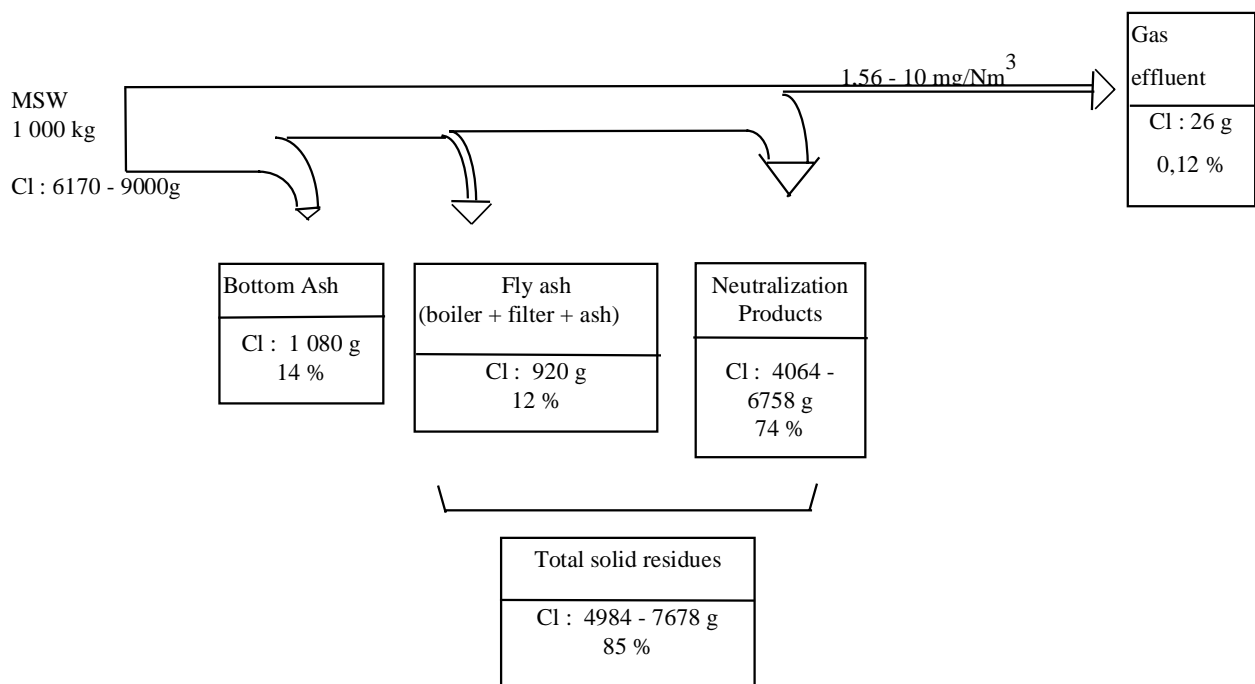 Gas
effluent
1.56 - 10 mg/Nm3
MSW
1 000 kg
Cl : 6170 - 9000g
Cl : 26 g
0,12 %
Bottom Ash
Cl : 1 080 g
14 %
Fly ash
(boiler + filter + ash)
Cl : 920 g
12 %
Neutralization
Products
Cl : 4064 -
6758 g
74 %
Total solid residues
Cl : 4984 - 7678 g
85 %